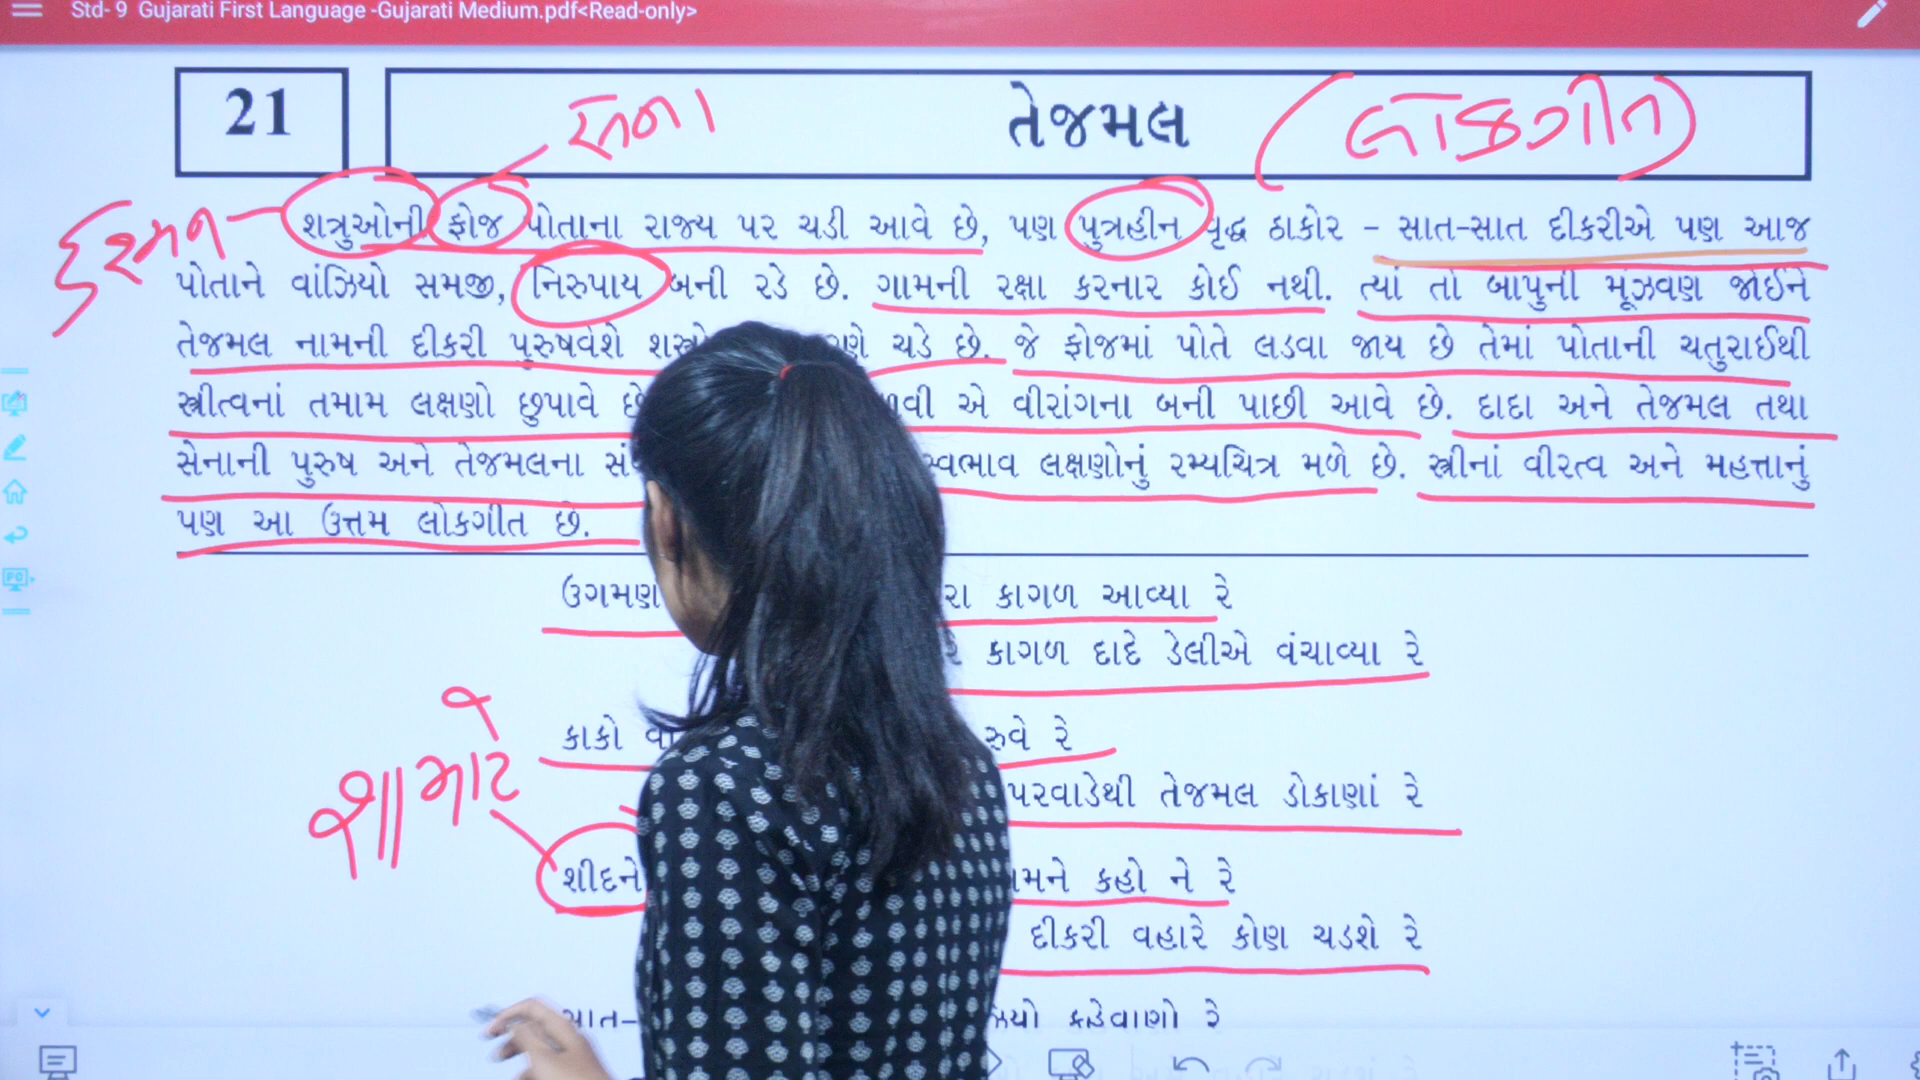 Std- 9 Gujarati First Language -Gujarati Medium.pdf<Read-only>
21 તેજમલ (લોકગીત)
સેના
દુશ્મન
શત્રુઓની ફોજ પોતાના રાજ્ય પર ચડી આવે છે, પણ પુત્રહીન વૃદ્ધ ઠાકોર – સાત-સાત દીકરીએ પણ આજ
પોતાને વાંઝિયો સમજી, નિરુપાય બની રડે છે. ગામની રક્ષા કરનાર કોઈ નથી. ત્યાં તો બાપુની મૂંઝવણ જોઈને
તેજમલ નામની દીકરી પુરુષવેશે ચડે છે. જે ફોજમાં પોતે લડવા જાય છે તેમાં પોતાની ચતુરાઈથી
સ્ત્રીત્વનાં તમામ લક્ષણો છુપાવે છે એ વીરાંગના બની પાછી આવે છે. દાદા અને તેજમલ તથા
સેનાની પુરુષ અને તેજમલના સ્વભાવ લક્ષણોનું રમ્યચિત્ર મળે છે. સ્ત્રીનાં વીરત્વ અને મહત્તાનું
પણ આ ઉત્તમ લોકગીત છે.
ઉગમણ રા કાગળ આવ્યા રે
રે કાગળ દાદે ડેલીએ વંચાવ્યા રે
કાકો રુવે રે
પરવાડેથી તેજમલ ડોકાણાં રે
શા માટે
શીદને અમને કહો ને રે
દીકરી વહારે કોણ ચડશે રે
સાત– કહેવાણો રે